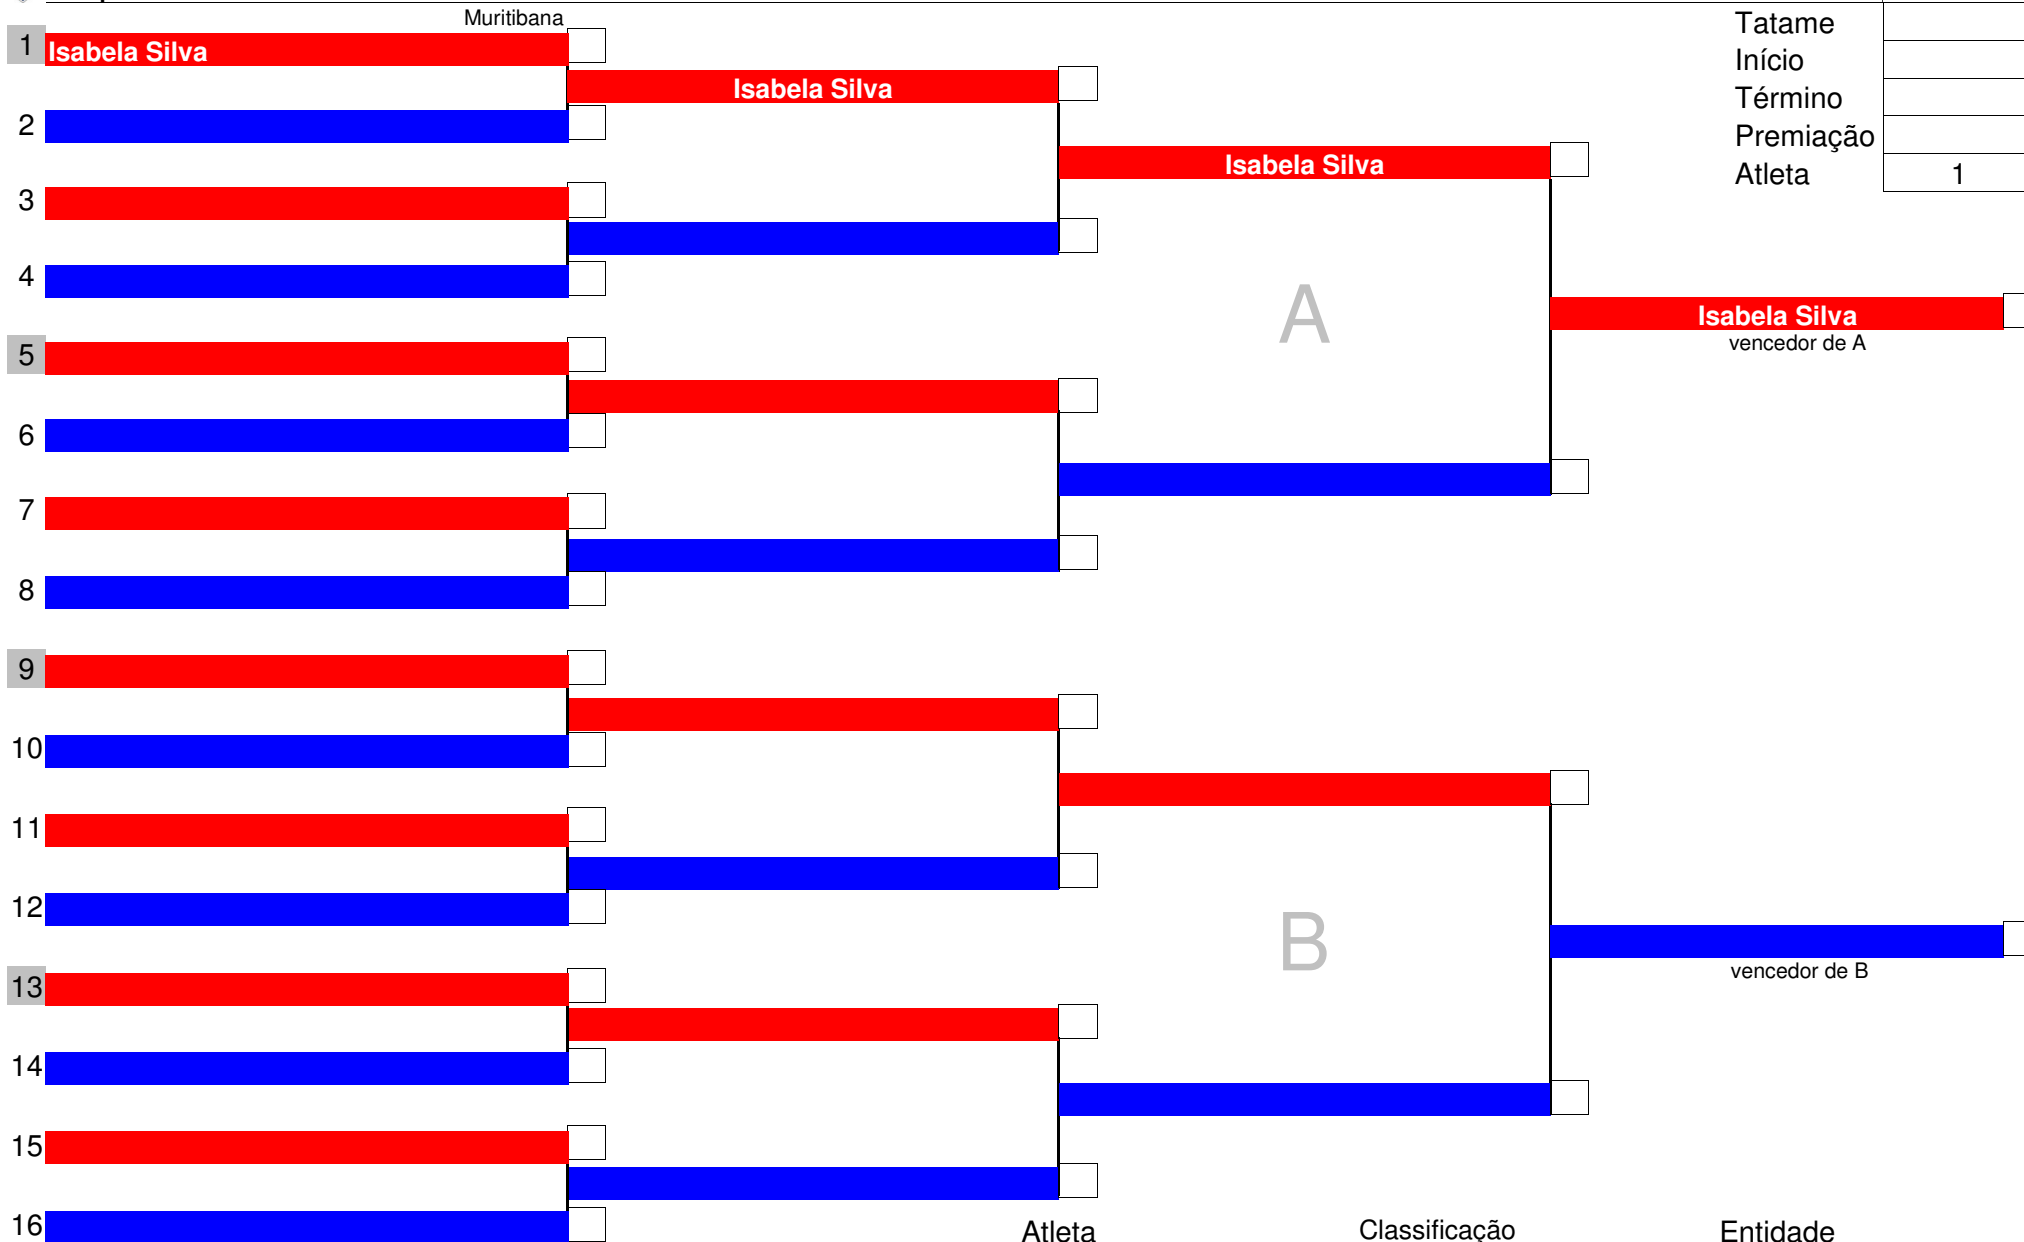 Muritibana
Tatame
1 Isabela Silva
Isabela Silva
Início
Término
2
Premiação
Isabela Silva
Atleta 1
3
4
A
Isabela Silva
vencedor de A
5
6
7
8
9
10
11
12
B
vencedor de B
13
14
15
16
Atleta Classificação Entidade